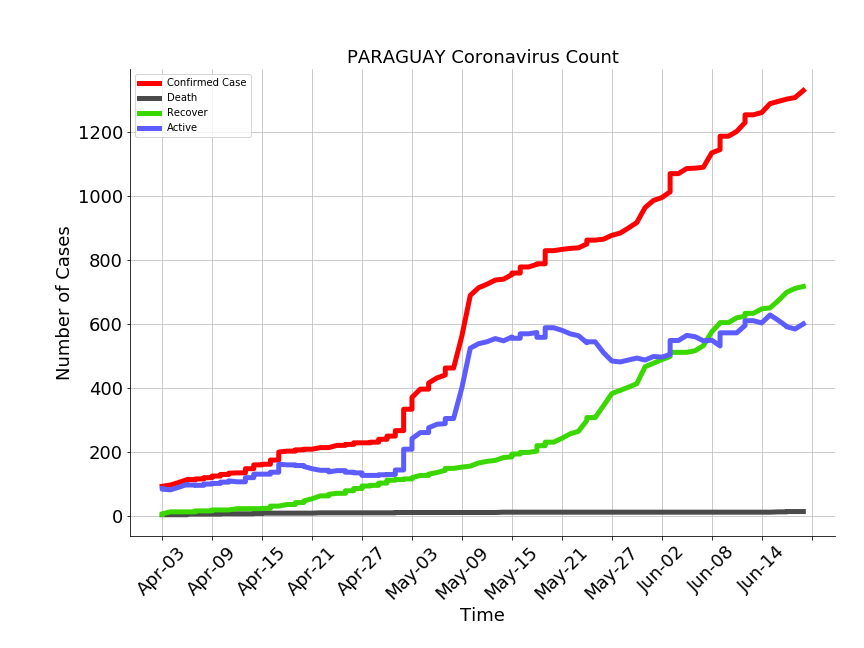 PARAGUAY Coronavirus Count
Confirmed Case
Death
Recover
Active
Number of Cases
1200
1000
800
600
400
200
0
Apr-03
Apr-09
Apr-15
Apr-21
Apr-27
May-03
May-09
May-15
May-21
May-27
Jun-02
Jun-08
Jun-14
Time